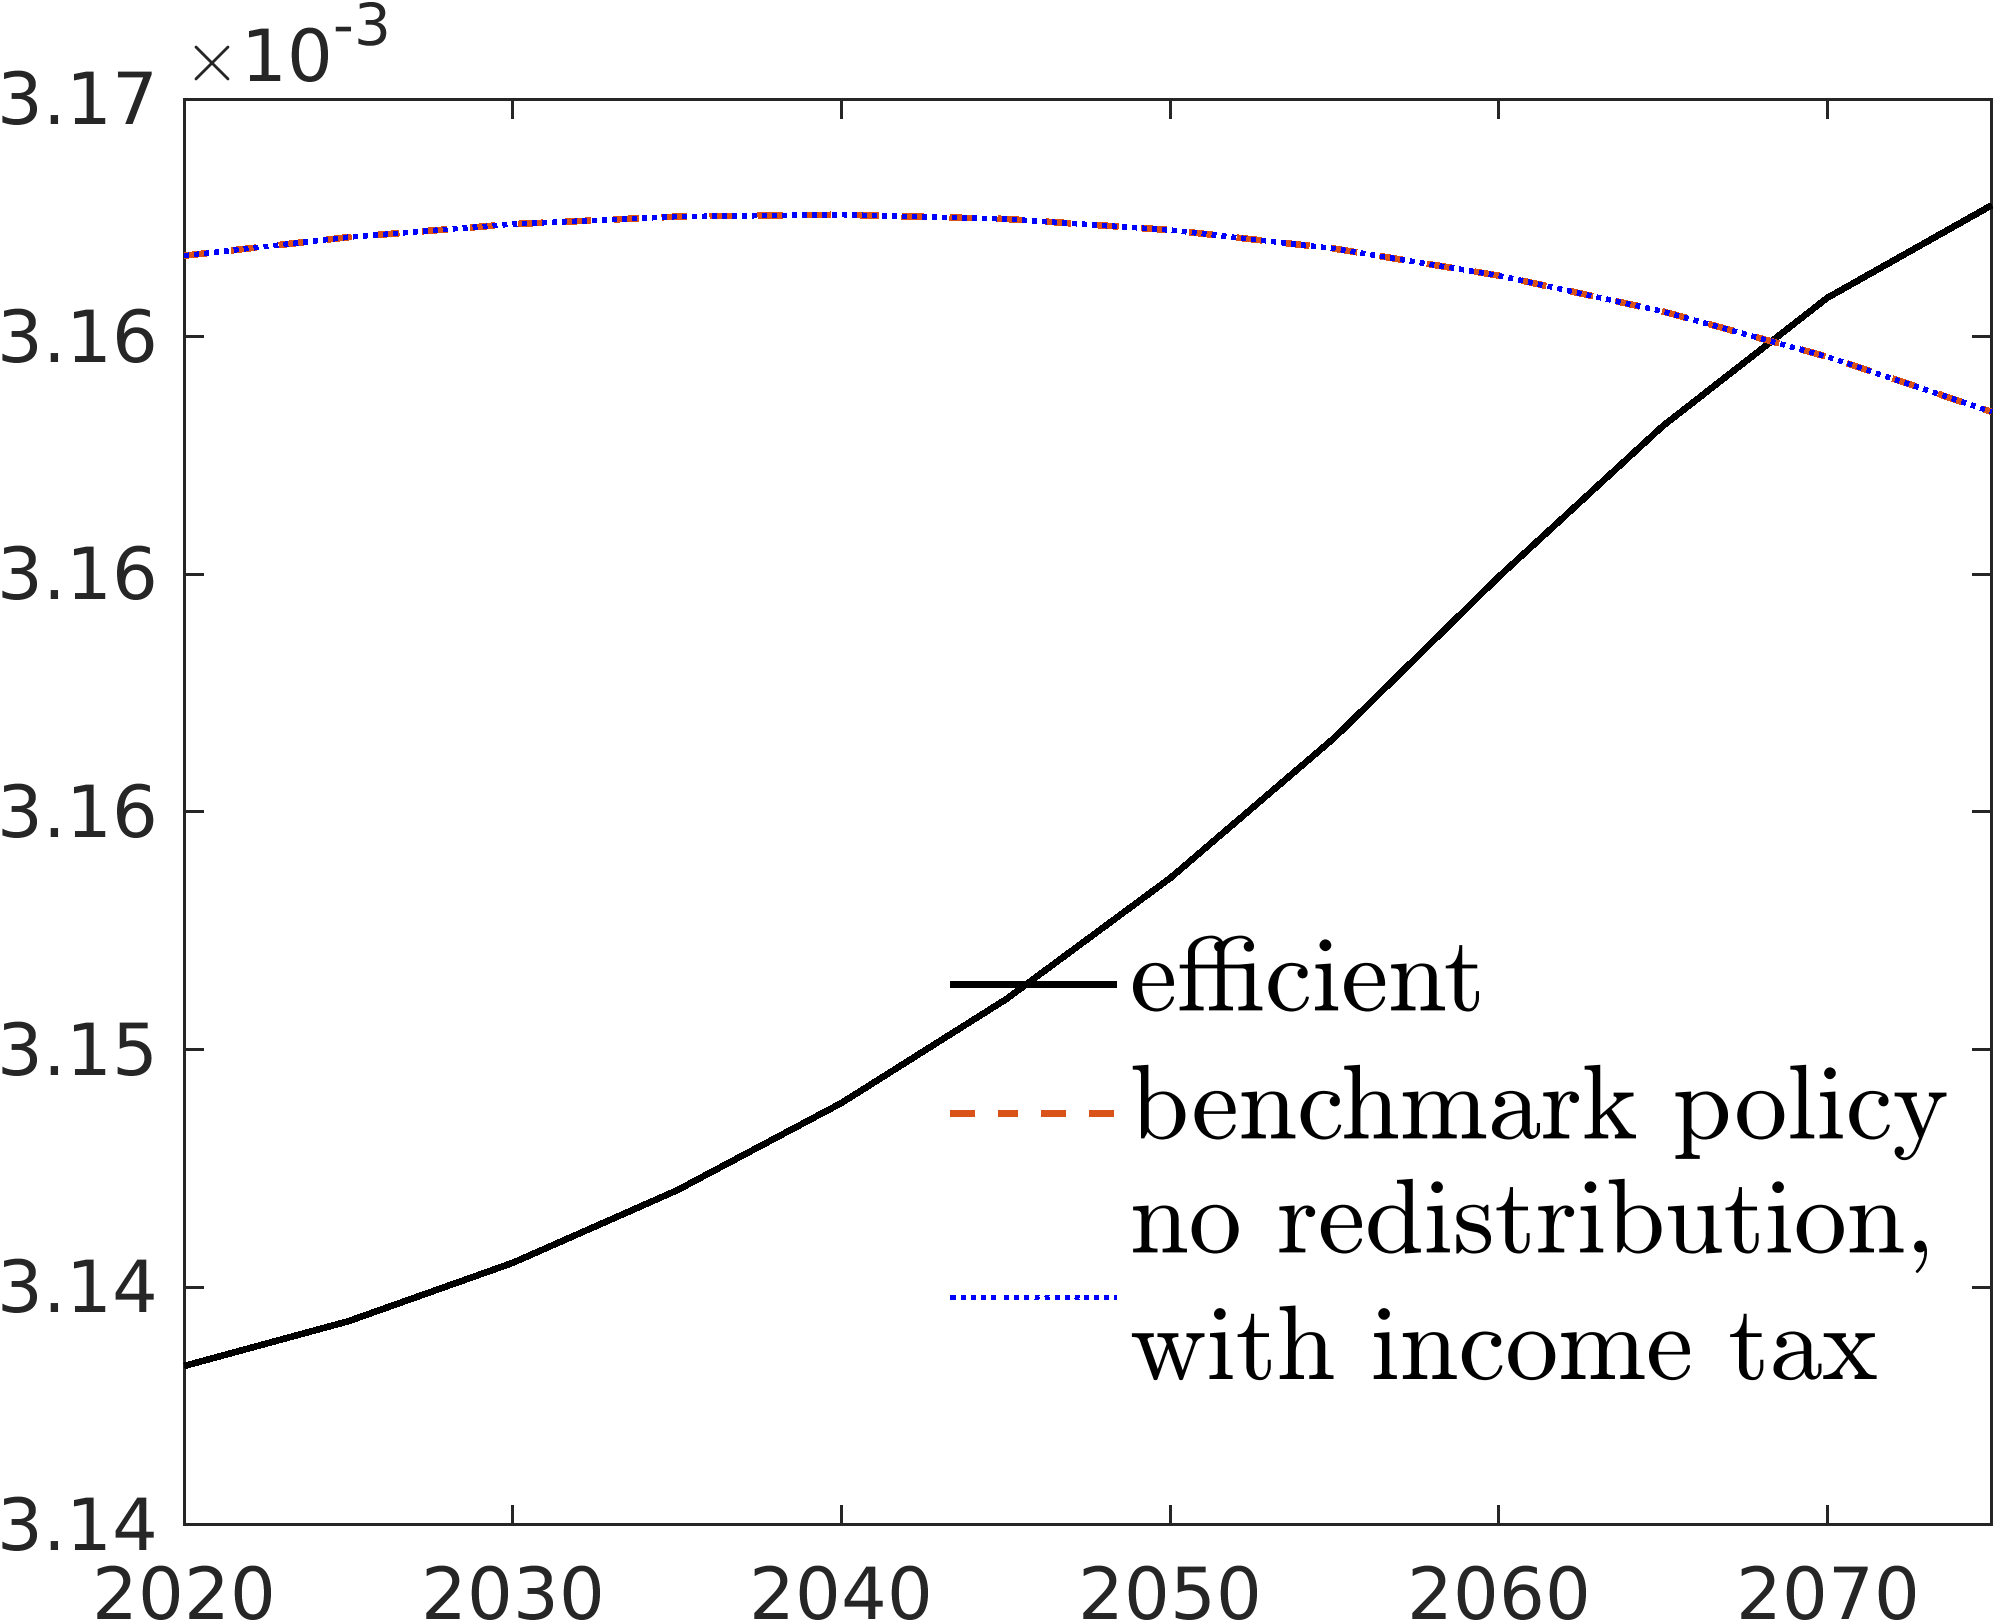 ×10-3
3.17
3.16
3.16
3.16
3.15
3.14
3.14
2020 2030 2040 2050 2060 2070
efficient
benchmark policy
no redistribution,
with income tax